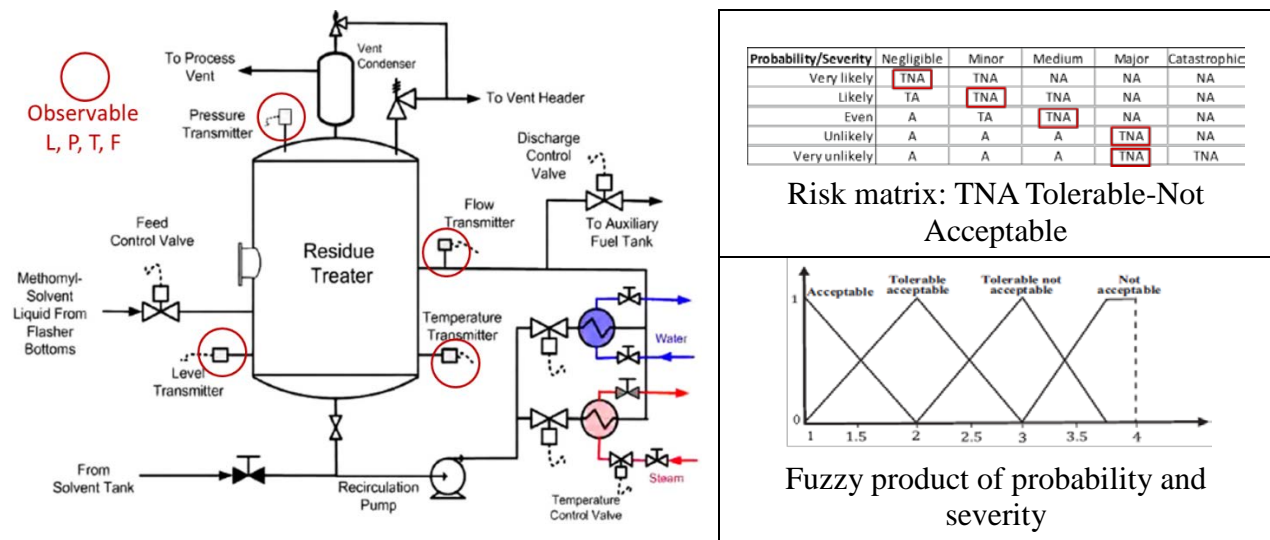 Observable
L, P, T, F
To Process
Vent
Vent
Condenser
Pressure
Transmitter
To Vent Header
Discharge
Control
Valve
Flow
Transmitter
To Auxiliary
Fuel Tank
Feed
Control Valve
Residue
Treater
Methomyl-
Solvent
Liquid From
Flasher
Bottoms
Temperature
Transmitter
Water
Level
Transmitter
From
Solvent Tank
Recirculation
Pump
Temperature
Control Valve
Steam
Probability/Severity Negligible Minor Medium Major Catastrophic
Very likely TNA TNA NA NA NA
Likely TA TNA TNA NA NA
Even A TA TNA NA NA
Unlikely A A A TNA NA
Very unlikely A A A TNA TNA
Risk matrix: TNA Tolerable-Not
Acceptable
Acceptable
Tolerable
acceptable
Tolerable not
acceptable
Not
acceptable
1
0
1 1.5 2 2.5 3 3.5 4
Fuzzy product of probability and
severity